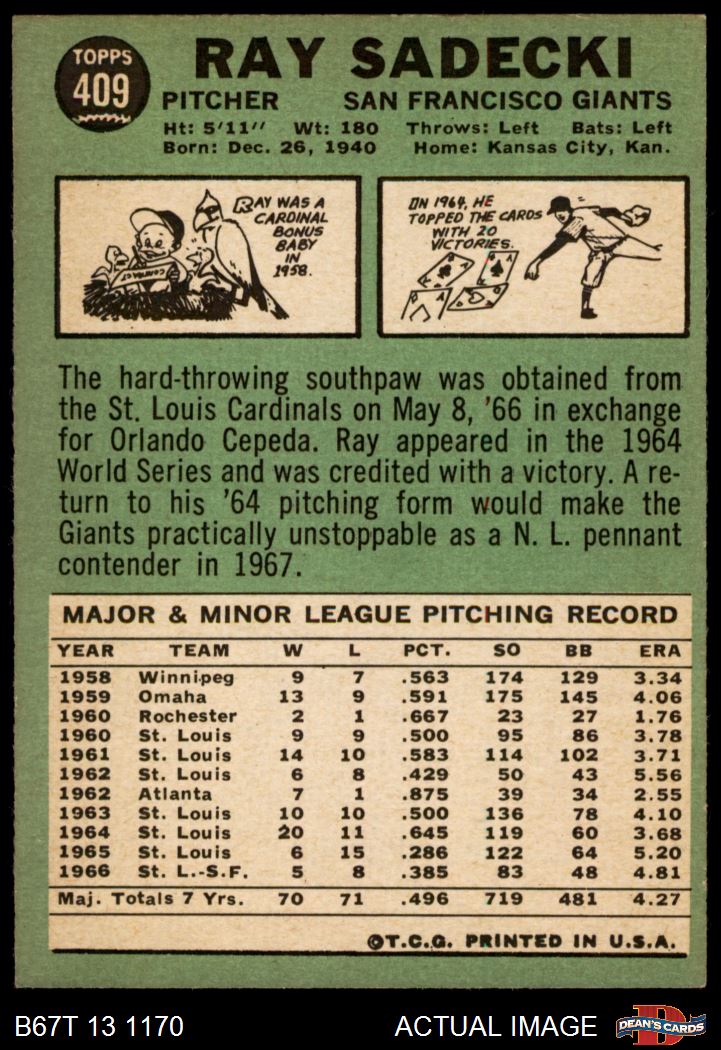 TOPPS
409
RAY SADECKI
PITCHER SAN FRANCISCO GIANTS
Ht: 5'11" Wt: 180 Throws: Left Bats: Left
Born: Dec. 26, 1940 Home: Kansas City, Kan.
RAY WAS A
CARDINAL
BONUS
BABY
IN
1958.
CONTRACT
IN 1964, HE
TOPPED THE CARDS
WITH 20
VICTORIES.
The hard-throwing southpaw was obtained from
the St. Louis Cardinals on May 8, '66 in exchange
for Orlando Cepeda. Ray appeared in the 1964
World Series and was credited with a victory. A re-
turn to his '64 pitching form would make the
Giants practically unstoppable as a N. L. pennant
contender in 1967.
MAJOR & MINOR LEAGUE PITCHING RECORD
YEAR TEAM W L PCT. SO BB ERA
1958 Winnipeg 9 7 .563 174 129 3.34
1959 Omaha 13 9 .591 175 145 4.06
1960 Rochester 2 1 .667 23 27 1.76
1960 St. Louis 9 9 .500 95 86 3.78
1961 St. Louis 14 10 .583 114 102 3.71
1962 St. Louis 6 8 .429 50 43 5.56
1962 Atlanta 7 1 .875 39 34 2.55
1963 St. Louis 10 10 .500 136 78 4.10
1964 St. Louis 20 11 .645 119 60 3.68
1965 St. Louis 6 15 .286 122 64 5.20
1966 St. L.-S.F. 5 8 .385 83 48 4.81
Maj. Totals 7 Yrs. 70 71 .496 719 481 4.27
©T.C.G. PRINTED IN U.S.A.
B67T 13 1170 ACTUAL IMAGE
DEAN'S CARDS